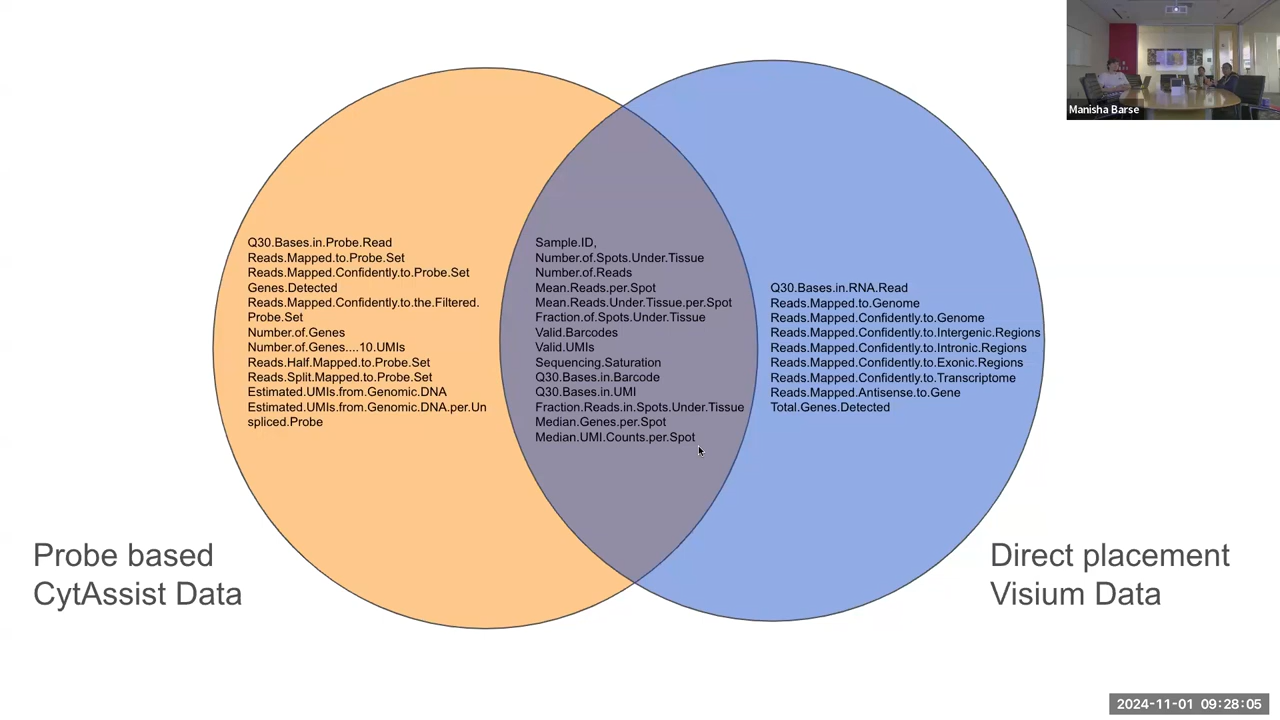 Manisha Barse
Q30.Bases.in.Probe.Read
Reads.Mapped.to.Probe.Set
Reads.Mapped.Confidently.to.Probe.Set
Genes.Detected
Reads.Mapped.Confidently.to.the.Filtered.
Probe.Set
Number.of.Genes
Number.of.Genes....10.UMIs
Reads.Half.Mapped.to.Probe.Set
Reads.Split.Mapped.to.Probe.Set
Estimated.UMIs.from.Genomic.DNA
Estimated.UMIs.from.Genomic.DNA.per.Un
spliced.Probe
Sample.ID,
Number.of.Spots.Under.Tissue
Number.of.Reads
Mean.Reads.per.Spot
Mean.Reads.Under.Tissue.per.Spot
Fraction.of.Spots.Under.Tissue
Valid.Barcodes
Valid.UMIs
Sequencing.Saturation
Q30.Bases.in.Barcode
Q30.Bases.in.UMI
Fraction.Reads.in.Spots.Under.Tissue
Median.Genes.per.Spot
Median.UMI.Counts.per.Spot
Q30.Bases.in.RNA.Read
Reads.Mapped.to.Genome
Reads.Mapped.Confidently.to.Genome
Reads.Mapped.Confidently.to.Intergenic.Regions
Reads.Mapped.Confidently.to.Intronic.Regions
Reads.Mapped.Confidently.to.Exonic.Regions
Reads.Mapped.Confidently.to.Transcriptome
Reads.Mapped.Antisense.to.Gene
Total.Genes.Detected
Probe based
CytAssist Data
Direct placement
Visium Data
2024-11-01 09:28:05